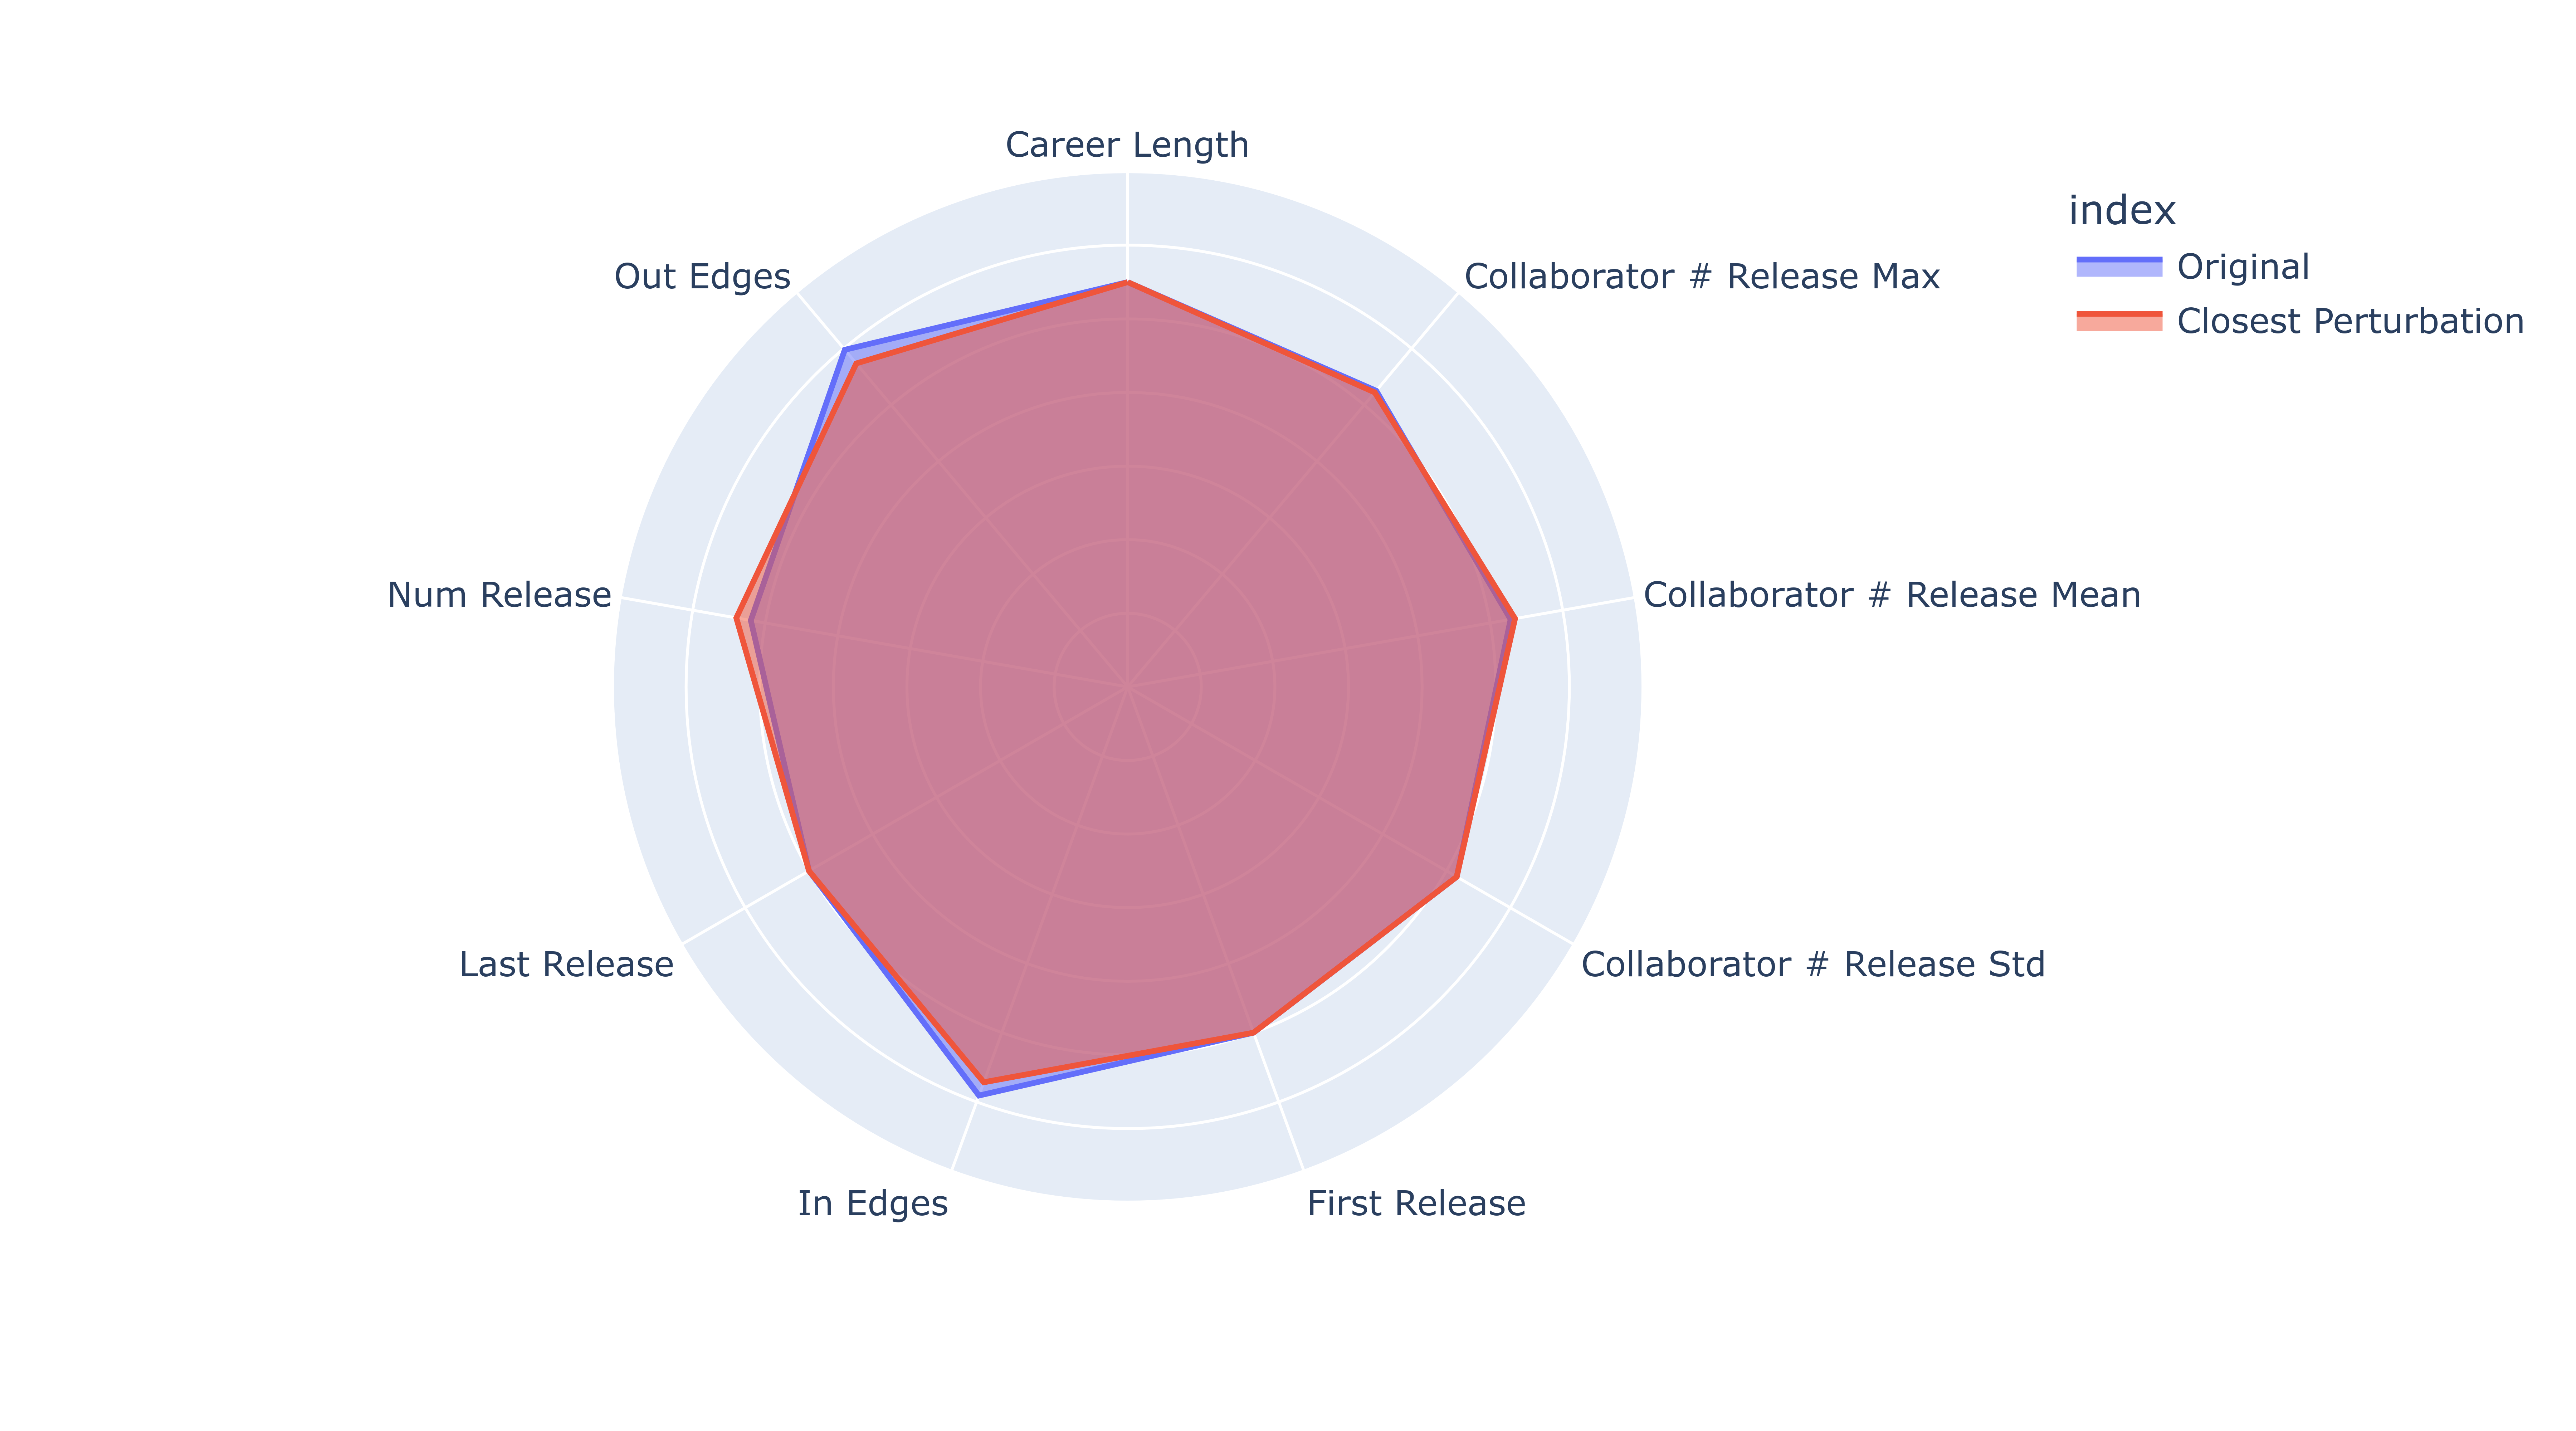 Career Length
Out Edges
Collaborator # Release Max
Num Release
Collaborator # Release Mean
Last Release
Collaborator # Release Std
In Edges
First Release
index
Original
Closest Perturbation